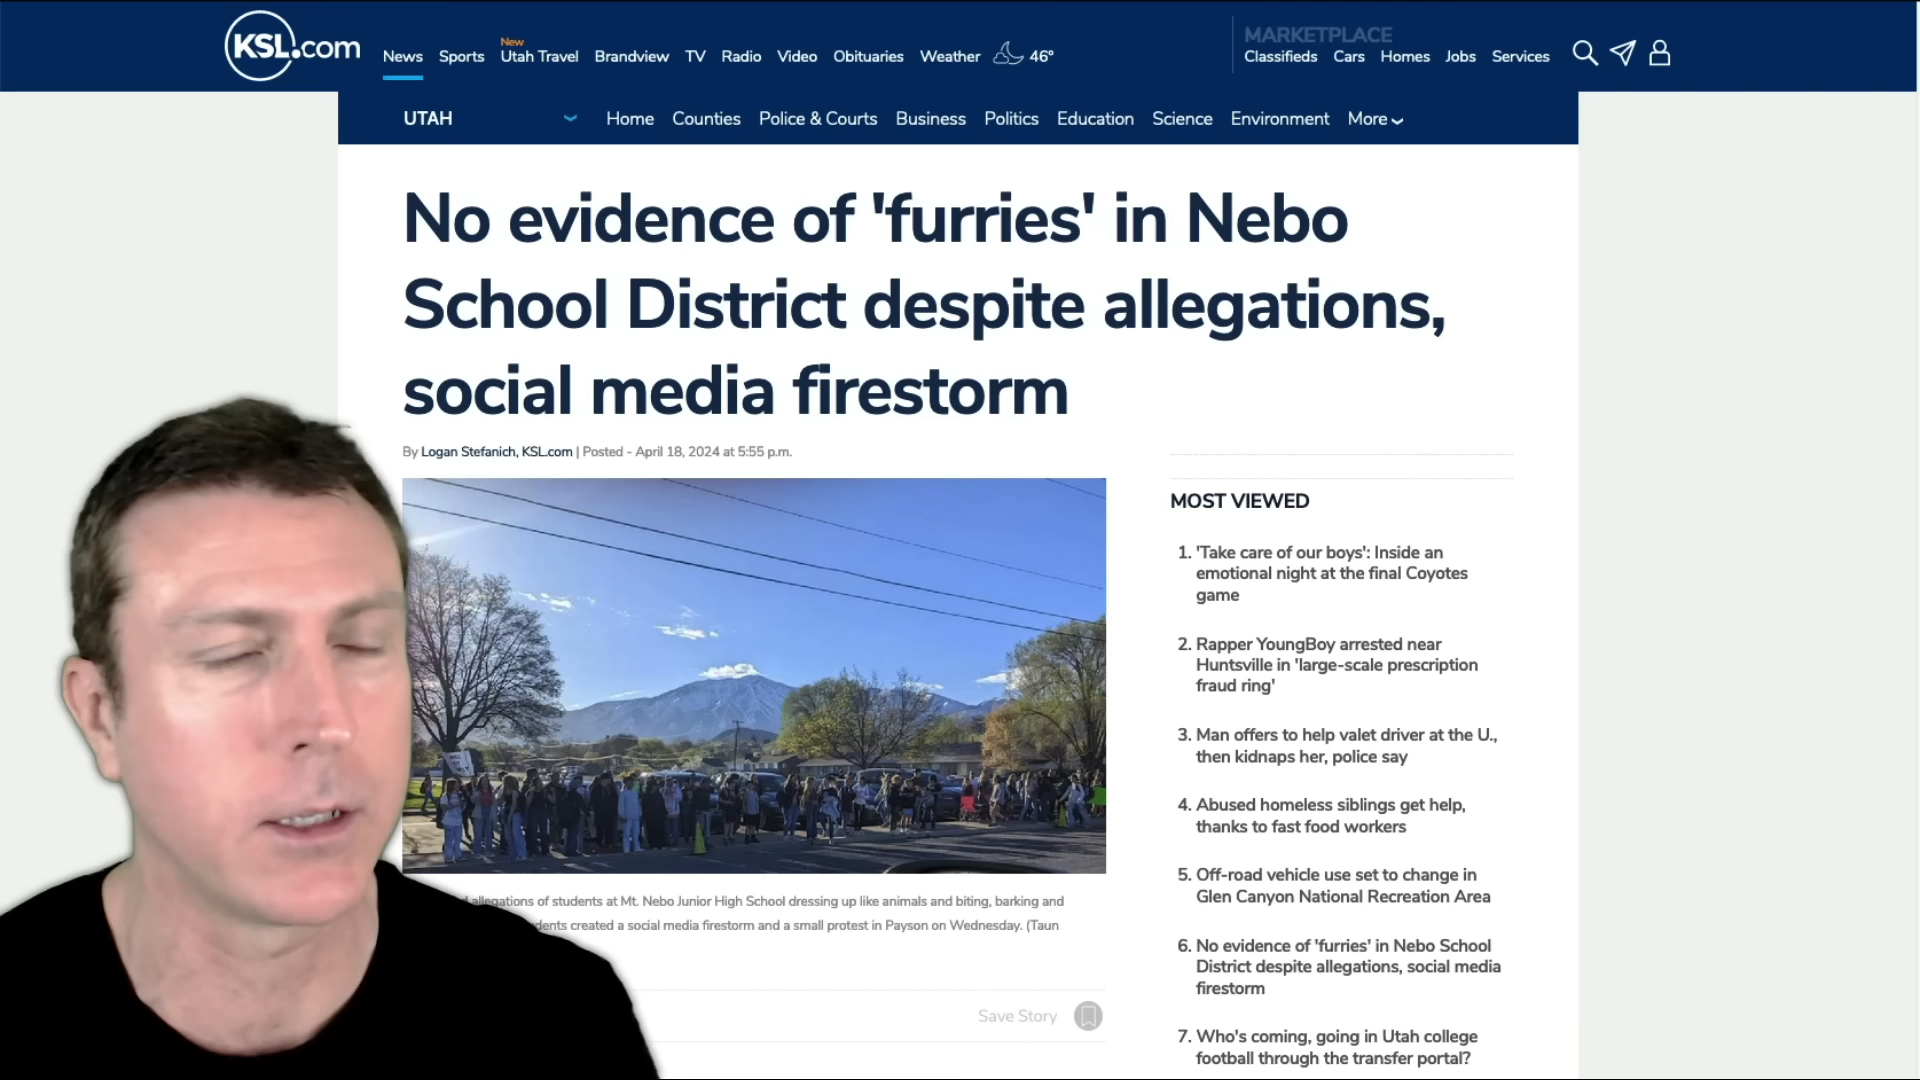 KSL.com
News Sports New Utah Travel Brandview TV Radio Video Obituaries Weather 46°
MARKETPLACE
Classifieds Cars Homes Jobs Services
UTAH Home Counties Police & Courts Business Politics Education Science Environment More
No evidence of 'furries' in Nebo
School District despite allegations,
social media firestorm
By Logan Stefanich, KSL.com | Posted - April 18, 2024 at 5:55 p.m.
allegations of students at Mt. Nebo Junior High School dressing up like animals and biting, barking and
created a social media firestorm and a small protest in Payson on Wednesday. (Taun
Save Story
MOST VIEWED
1. 'Take care of our boys': Inside an
emotional night at the final Coyotes
game
2. Rapper YoungBoy arrested near
Huntsville in 'large-scale prescription
fraud ring'
3. Man offers to help valet driver at the U.,
then kidnaps her, police say
4. Abused homeless siblings get help,
thanks to fast food workers
5. Off-road vehicle use set to change in
Glen Canyon National Recreation Area
6. No evidence of 'furries' in Nebo School
District despite allegations, social media
firestorm
7. Who's coming, going in Utah college
football through the transfer portal?